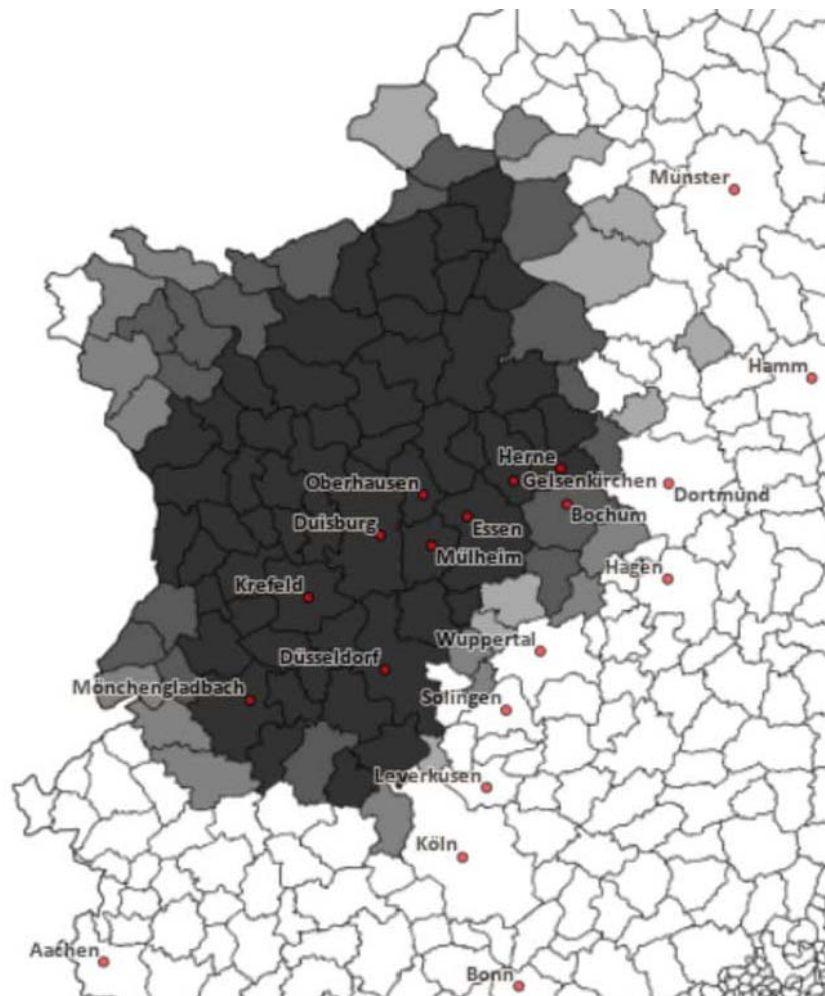 Münster
Hamm
Herne
Gelsenkirchen
Oberhausen
Dortmund
Duisburg
Essen
Bochum
Mülheim
Hagen
Krefeld
Wuppertal
Düsseldorf
Mönchengladbach
Solingen
Leverkusen
Köln
Aachen
Bonn